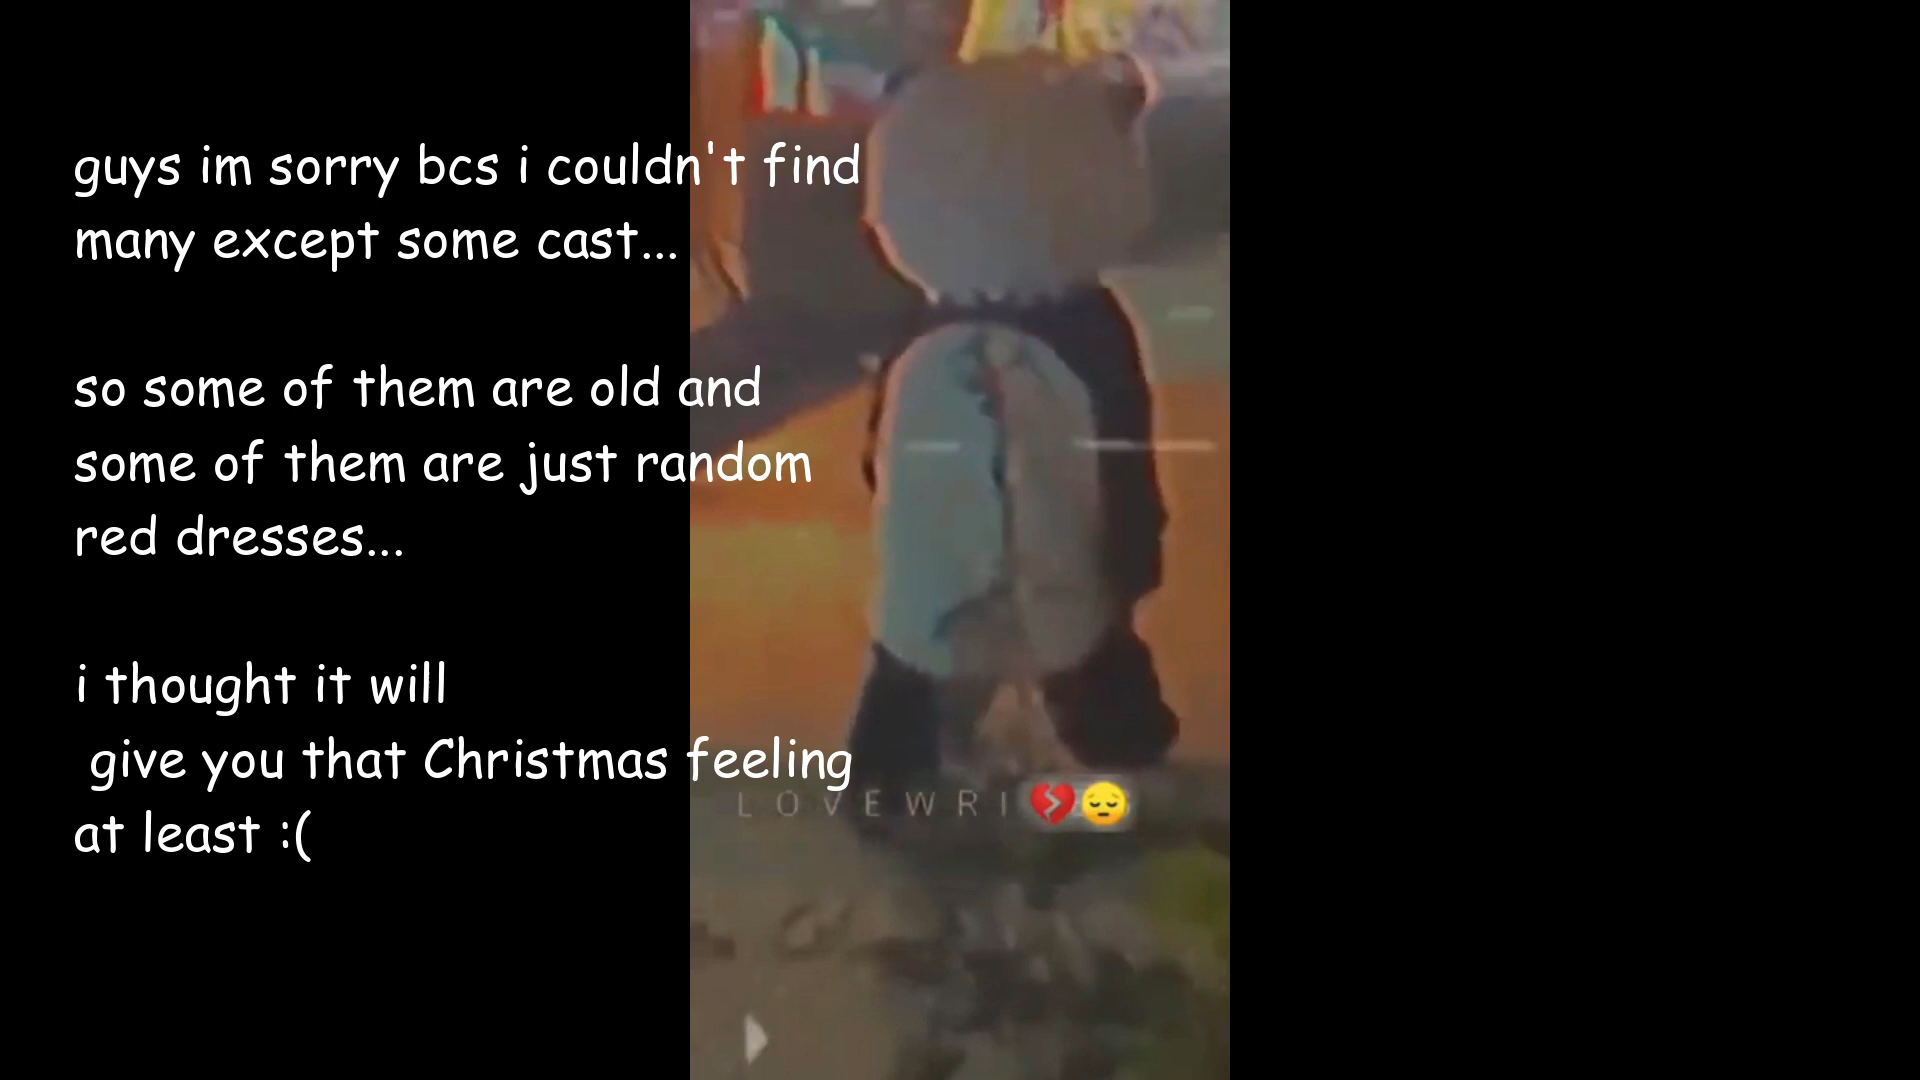 guys im sorry bcs i couldn't find
many except some cast...
so some of them are old and
some of them are just random
red dresses...
i thought it will
give you that Christmas feeling
at least :(
L O V E W R I 💔😔